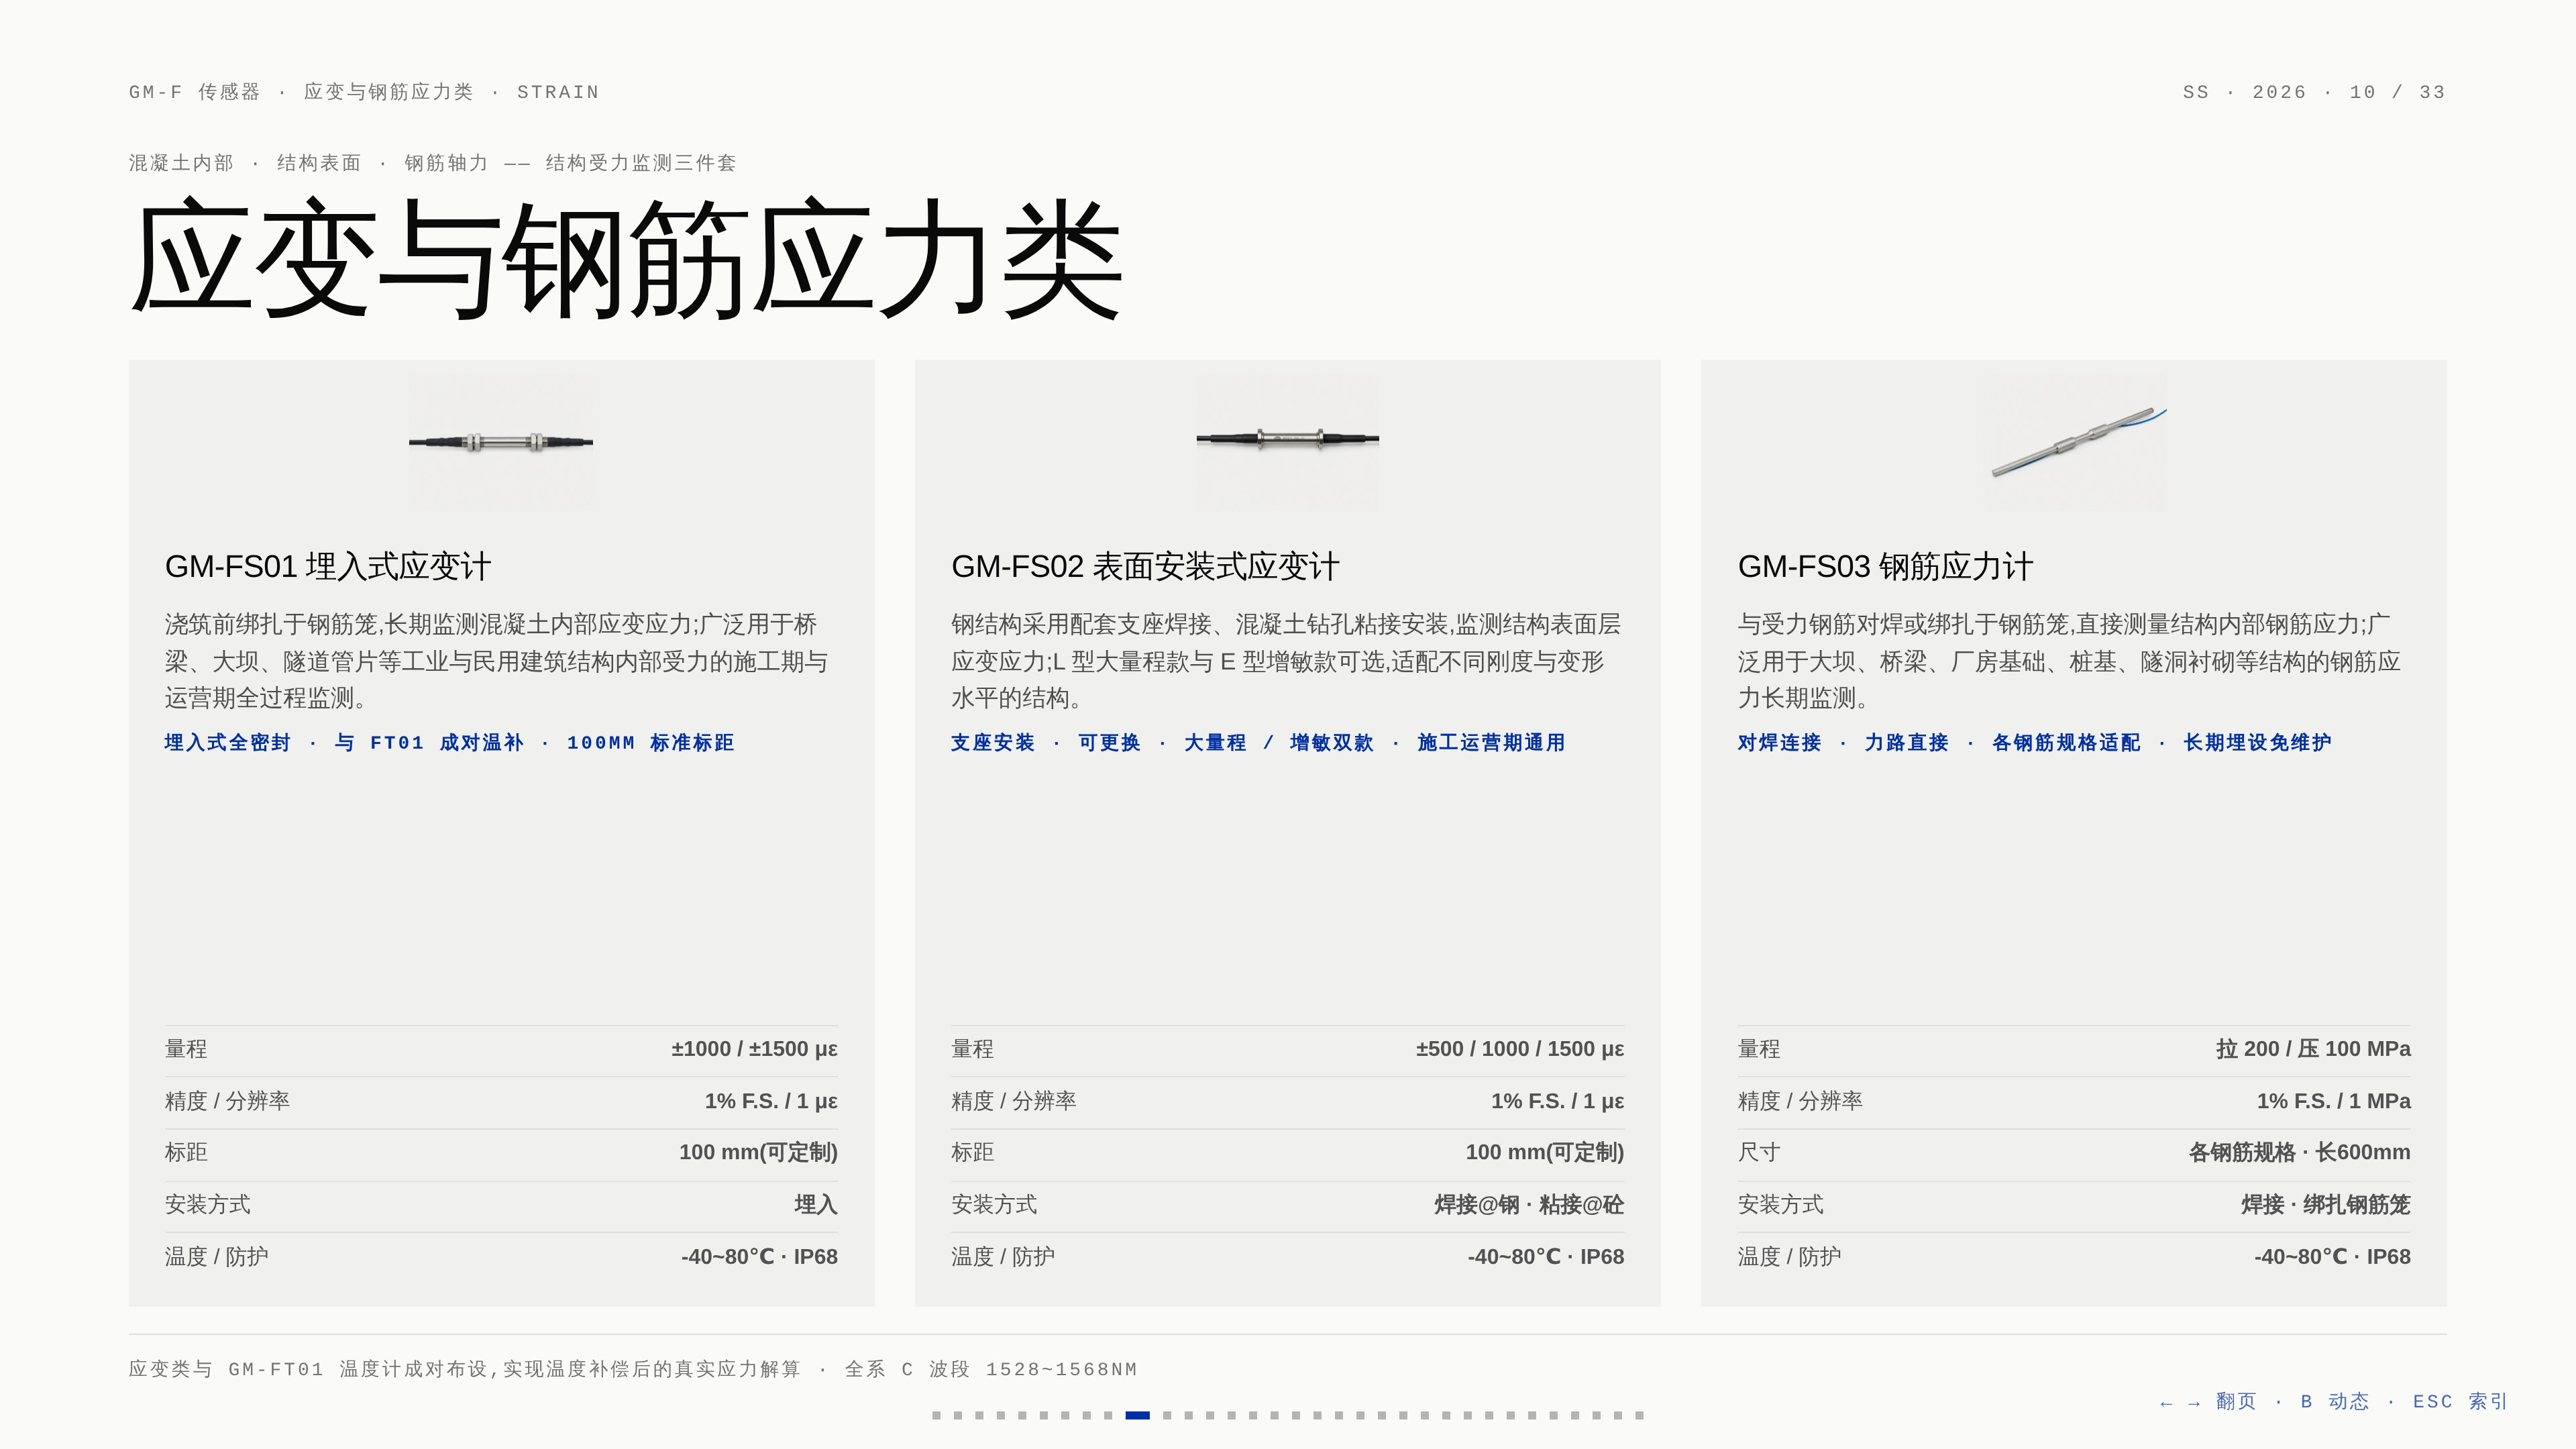 GM-F 传感器 · 应变与钢筋应力类 · STRAIN
SS · 2026 · 10 / 33
混凝土内部 · 结构表面 · 钢筋轴力 —— 结构受力监测三件套
应变与钢筋应力类
GM-FS01 埋入式应变计
浇筑前绑扎于钢筋笼,长期监测混凝土内部应变应力;广泛用于桥
梁、大坝、隧道管片等工业与民用建筑结构内部受力的施工期与
运营期全过程监测。
埋入式全密封 · 与 FT01 成对温补 · 100MM 标准标距
量程 ±1000 / ±1500 με
精度 / 分辨率 1% F.S. / 1 με
标距 100 mm(可定制)
安装方式 埋入
温度 / 防护 -40~80℃ · IP68
GM-FS02 表面安装式应变计
钢结构采用配套支座焊接、混凝土钻孔粘接安装,监测结构表面层
应变应力;L 型大量程款与 E 型增敏款可选,适配不同刚度与变形
水平的结构。
支座安装 · 可更换 · 大量程 / 增敏双款 · 施工运营期通用
量程 ±500 / 1000 / 1500 με
精度 / 分辨率 1% F.S. / 1 με
标距 100 mm(可定制)
安装方式 焊接@钢 · 粘接@砼
温度 / 防护 -40~80℃ · IP68
GM-FS03 钢筋应力计
与受力钢筋对焊或绑扎于钢筋笼,直接测量结构内部钢筋应力;广
泛用于大坝、桥梁、厂房基础、桩基、隧洞衬砌等结构的钢筋应
力长期监测。
对焊连接 · 力路直接 · 各钢筋规格适配 · 长期埋设免维护
量程 拉 200 / 压 100 MPa
精度 / 分辨率 1% F.S. / 1 MPa
尺寸 各钢筋规格 · 长600mm
安装方式 焊接 · 绑扎钢筋笼
温度 / 防护 -40~80℃ · IP68
应变类与 GM-FT01 温度计成对布设,实现温度补偿后的真实应力解算 · 全系 C 波段 1528~1568NM
← → 翻页 · B 动态 · ESC 索引